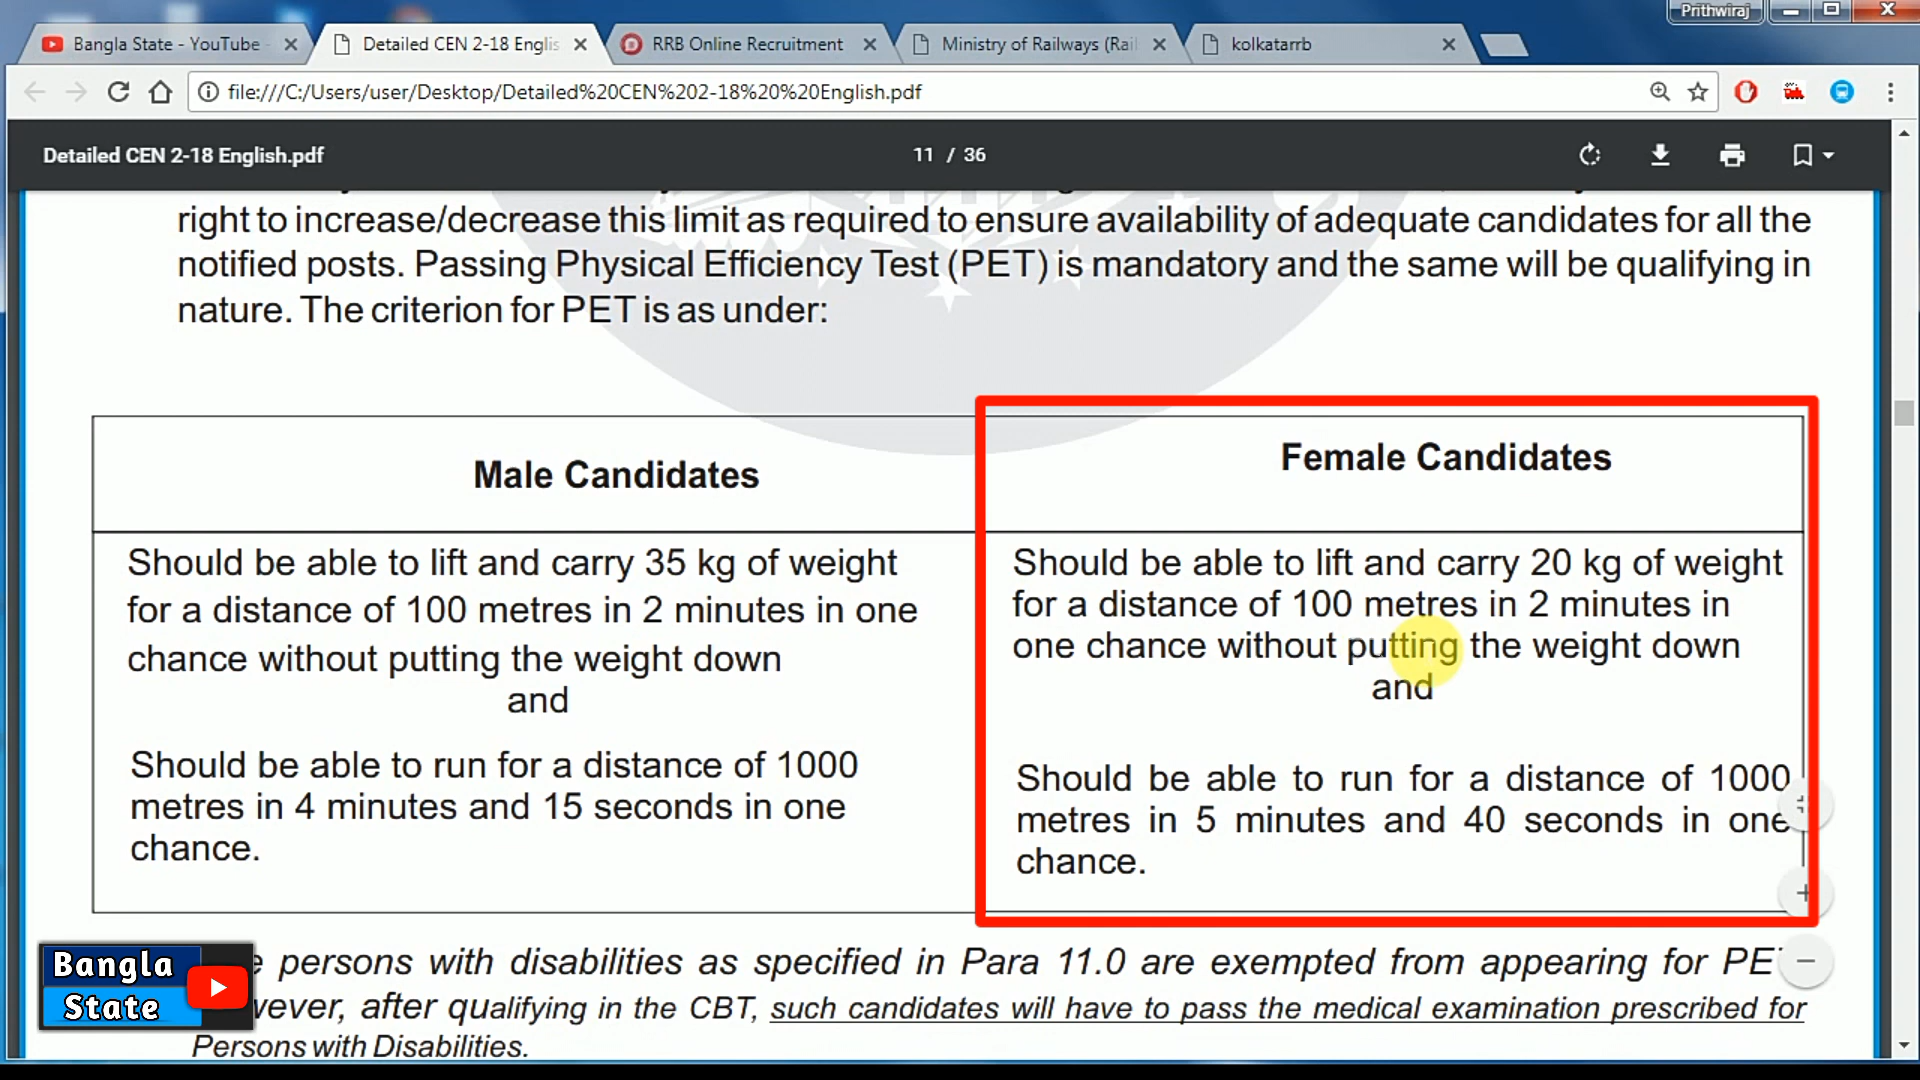 Prithwiraj
Bangla State - YouTube -
Detailed CEN 2-18 Englis
RRB Online Recruitment
Ministry of Railways (Rail
kolkatarrb
file:///C:/Users/user/Desktop/Detailed%20CEN%202-18%20%20English.pdf
Detailed CEN 2-18 English.pdf
11 / 36
right to increase/decrease this limit as required to ensure availability of adequate candidates for all the
notified posts. Passing Physical Efficiency Test (PET) is mandatory and the same will be qualifying in
nature. The criterion for PET is as under:
Male Candidates
Should be able to lift and carry 35 kg of weight
for a distance of 100 metres in 2 minutes in one
chance without putting the weight down
and
Should be able to run for a distance of 1000
metres in 4 minutes and 15 seconds in one
chance.
Female Candidates
Should be able to lift and carry 20 kg of weight
for a distance of 100 metres in 2 minutes in
one chance without putting the weight down
and
Should be able to run for a distance of 1000
metres in 5 minutes and 40 seconds in one
chance.
persons with disabilities as specified in Para 11.0 are exempted from appearing for PE
wever, after qualifying in the CBT, such candidates will have to pass the medical examination prescribed for
Persons with Disabilities.
Bangla
State